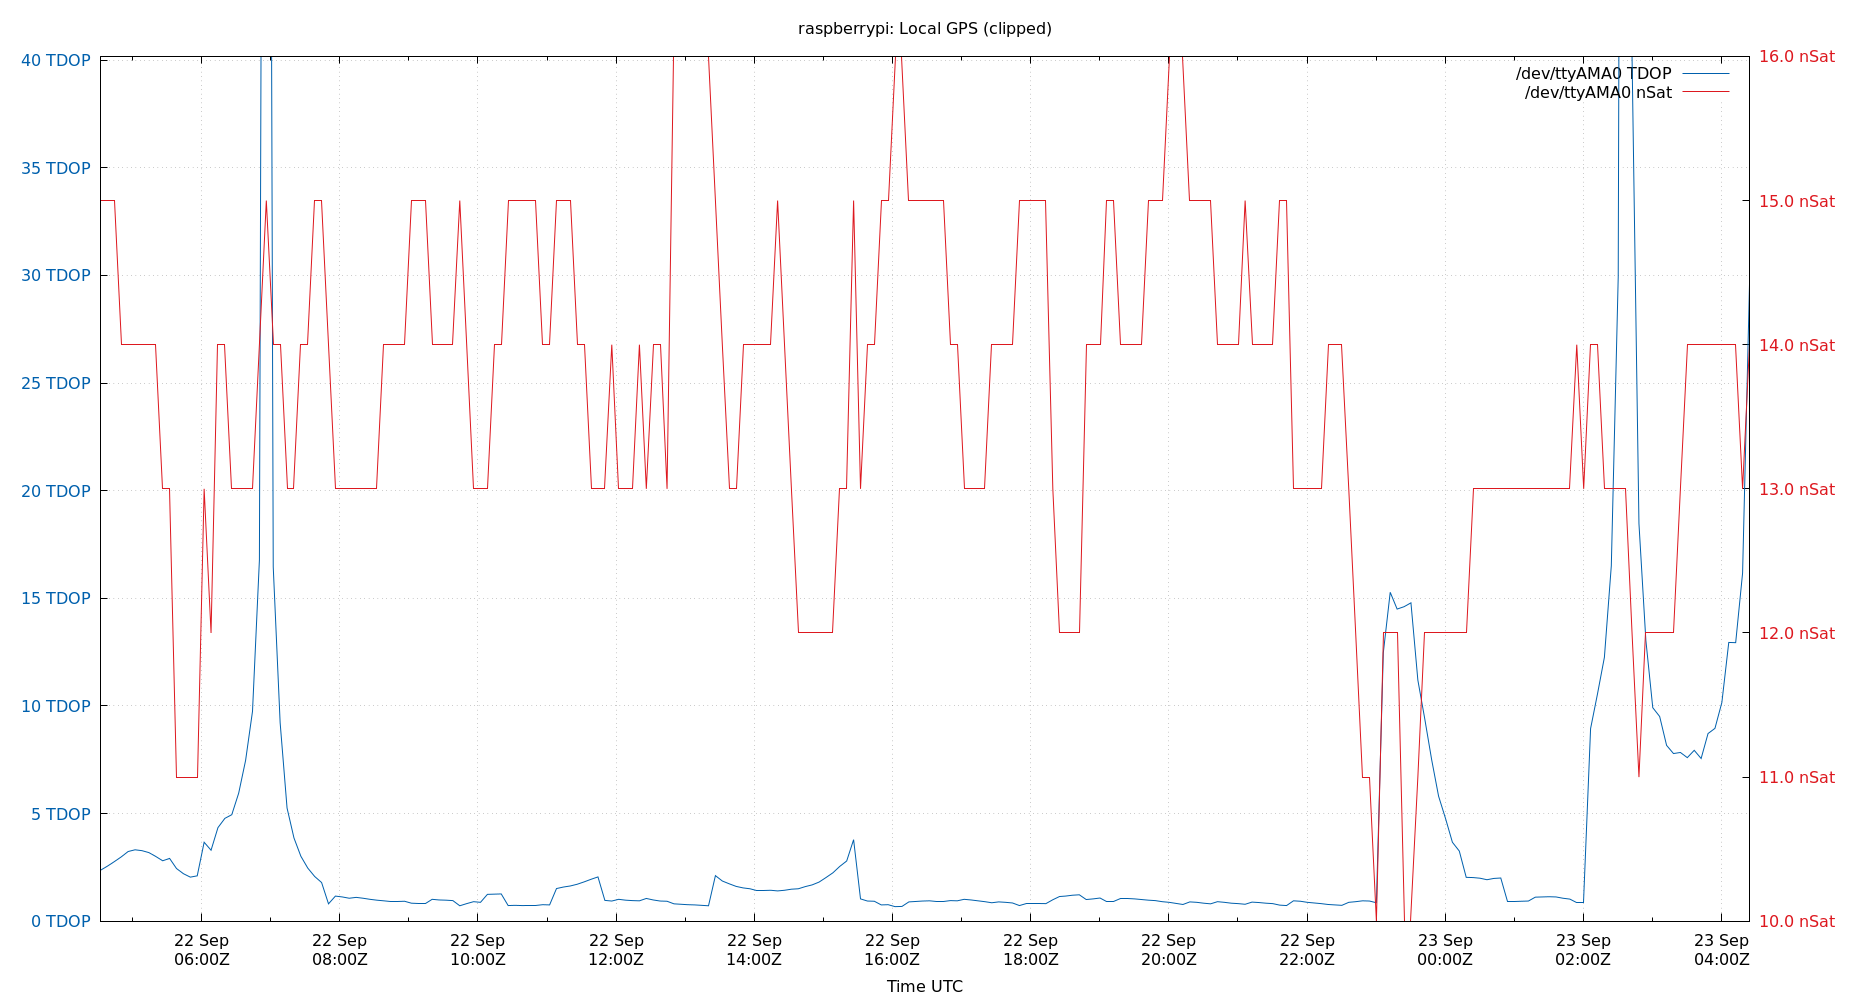 raspberrypi: Local GPS (clipped)
40 TDOP
35 TDOP
30 TDOP
25 TDOP
20 TDOP
15 TDOP
10 TDOP
5 TDOP
0 TDOP
16.0 nSat
15.0 nSat
14.0 nSat
13.0 nSat
12.0 nSat
11.0 nSat
10.0 nSat
/dev/ttyAMA0 TDOP
/dev/ttyAMA0 nSat
22 Sep
06:00Z
22 Sep
08:00Z
22 Sep
10:00Z
22 Sep
12:00Z
22 Sep
14:00Z
22 Sep
16:00Z
22 Sep
18:00Z
22 Sep
20:00Z
22 Sep
22:00Z
23 Sep
00:00Z
23 Sep
02:00Z
23 Sep
04:00Z
Time UTC